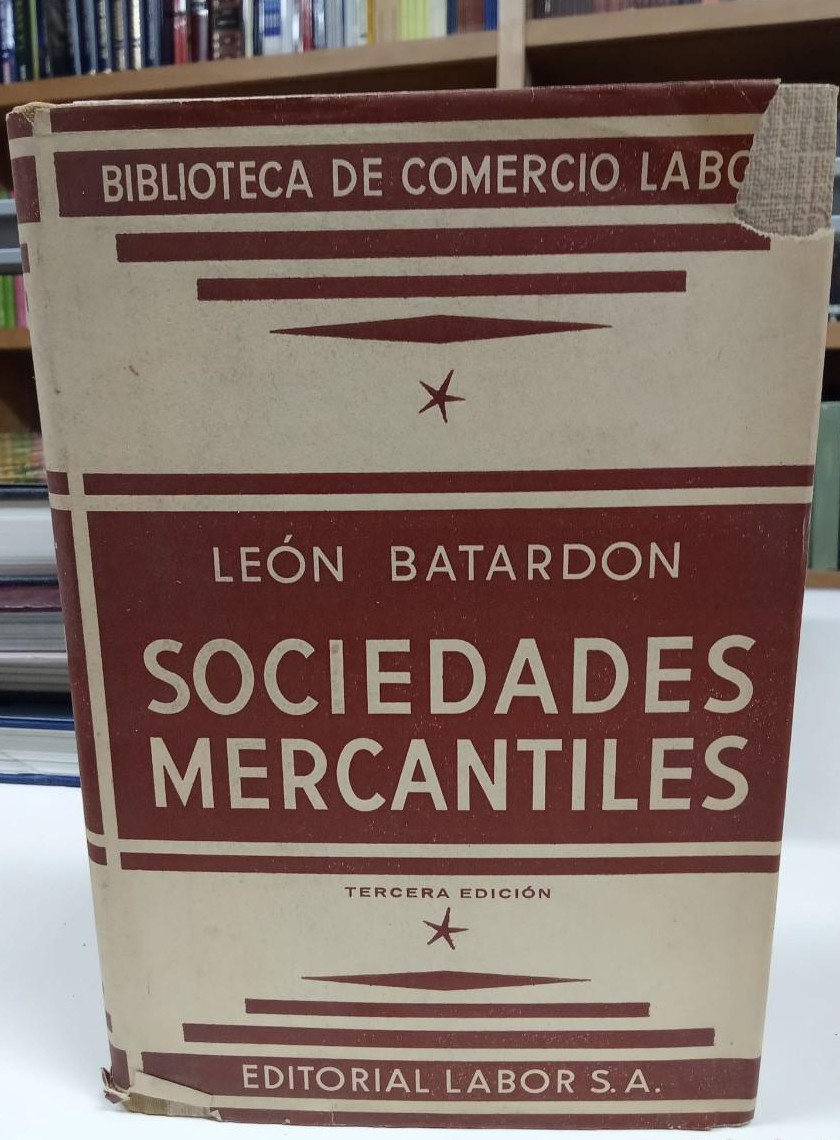 BIBLIOTECA DE COMERCIO LABO
LEÓN BATARDON
SOCIEDADES
MERCANTILES
TERCERA EDICIÓN
EDITORIAL LABOR S.A.